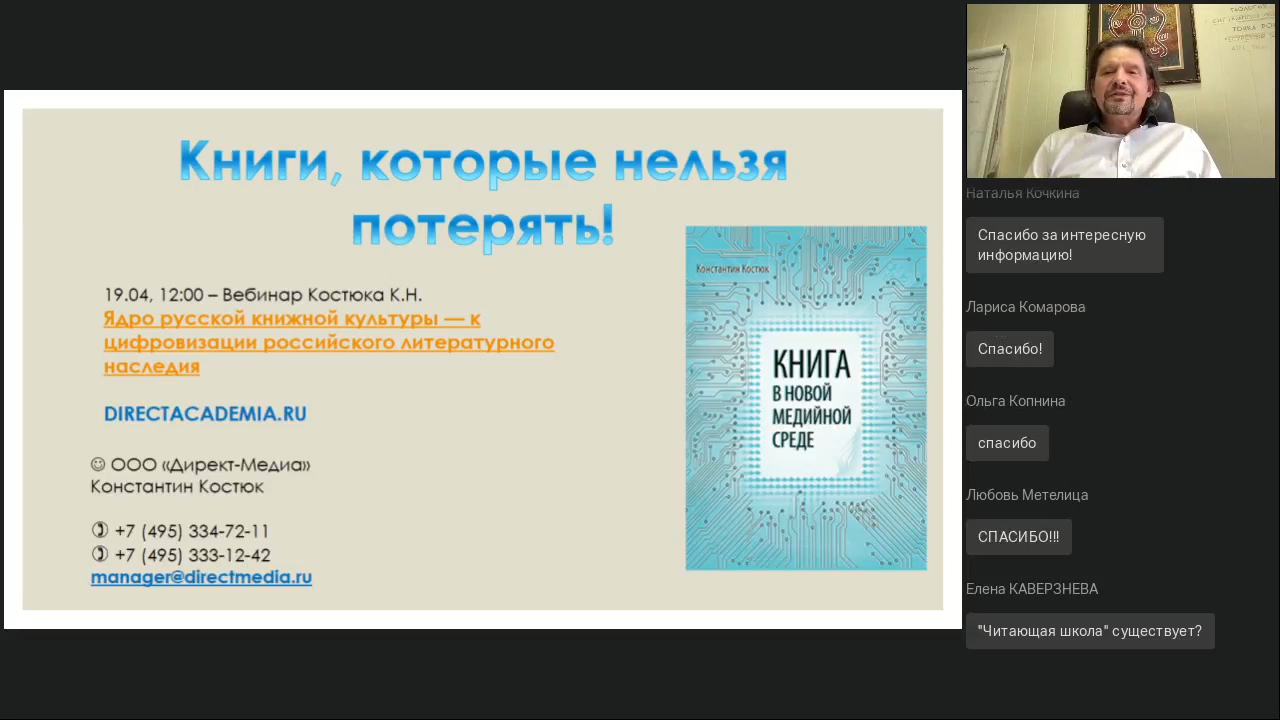 Книги, которые нельзя
потерять!
19.04, 12:00 – Вебинар Костюка К.Н.
Ядро русской книжной культуры — к
цифровизации российского литературного
наследия
DIRECTACADEMIA.RU
☺ ООО «Директ-Медиа»
Константин Костюк
✆ +7 (495) 334-72-11
✆ +7 (495) 333-12-42
manager@directmedia.ru
Константин Костюк
КНИГА
В НОВОЙ
МЕДИЙНОЙ
СРЕДЕ
Наталья Кочкина
Спасибо за интересную
информацию!
Лариса Комарова
Спасибо!
Ольга Копнина
спасибо
Любовь Метелица
СПАСИБО!!!
Елена КАВЕРЗНЕВА
"Читающая школа" существует?